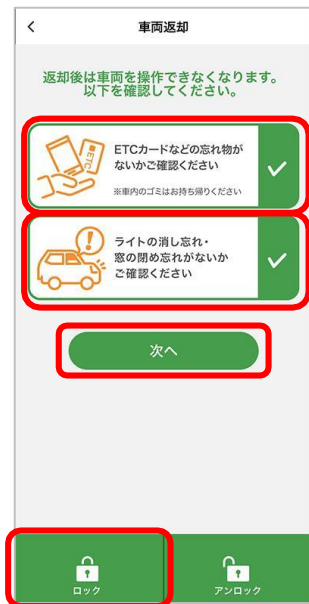 車両返却
返却後は車両を操作できなくなります。
以下を確認してください。
ETCカードなどの忘れ物が
ないかご確認ください
※車内のゴミはお持ち帰りください
ETC
ライトの消し忘れ・
窓の閉め忘れがないか
ご確認ください
次へ
ロック
アンロック